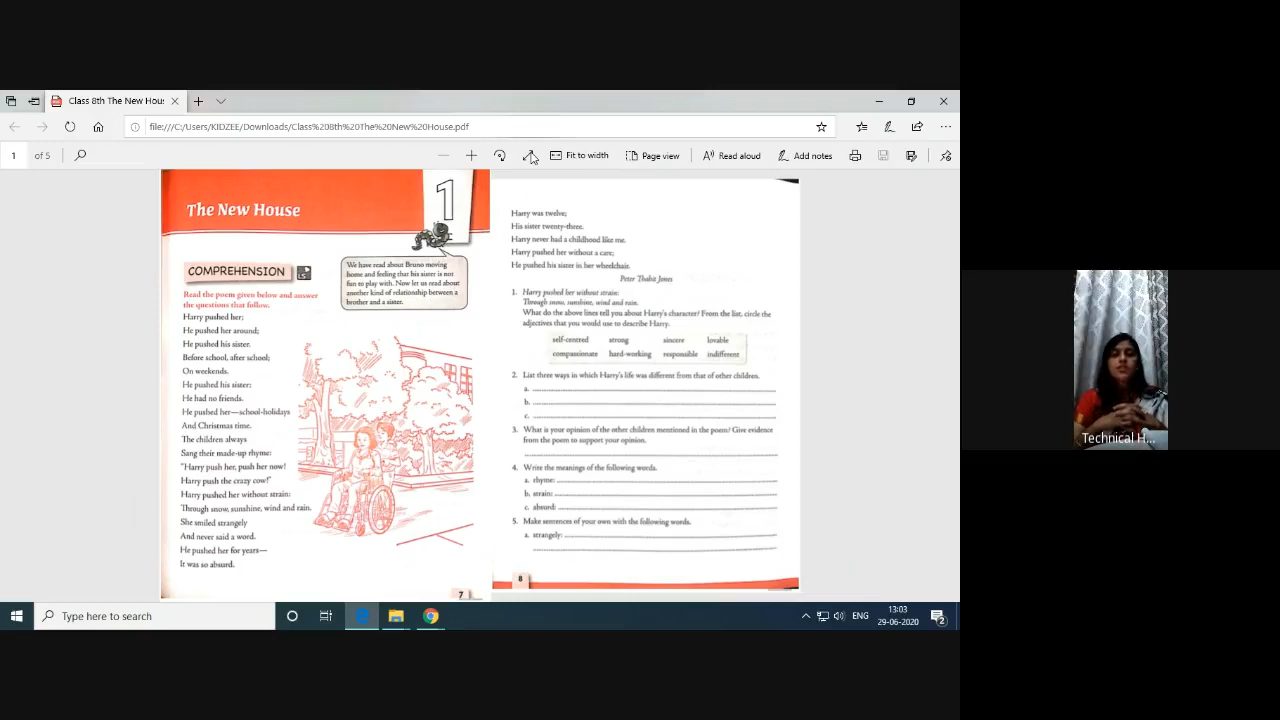 Class 8th The New Hous
file:///C:/Users/KIDZEE/Downloads/Class%208th%20The%20New%20House.pdf
1 of 5
Fit to width
Page view
Read aloud
Add notes
1
The New House
We have read about Bruno moving
home and feeling that his sister is not
fun to play with. Now let us read about
another kind of relationship between a
brother and a sister.
COMPREHENSION
Read the poem given below and answer
the questions that follow.
Harry pushed her;
He pushed her around;
He pushed his sister.
Before school, after school;
On weekends.
He pushed his sister;
He had no friends.
He pushed her—school-holidays
And Christmas time.
The children always
Sang their made-up rhyme:
"Harry push her, push her now!
Harry push the crazy cow!"
Harry pushed her without strain:
Through snow, sunshine, wind and rain.
She smiled strangely
And never said a word.
He pushed her for years—
It was so absurd.
7
Harry was twelve;
His sister twenty-three.
Harry never had a childhood like me.
Harry pushed her without a care;
He pushed his sister in her wheelchair.
Peter Thabit Jones
1. Harry pushed her without strain:
Through snow, sunshine, wind and rain.
What do the above lines tell you about Harry's character? From the list, circle the
adjectives that you would use to describe Harry.
self-centred strong sincere lovable
compassionate hard-working responsible indifferent
2. List three ways in which Harry's life was different from that of other children.
a.
b.
c.
3. What is your opinion of the other children mentioned in the poem? Give evidence
from the poem to support your opinion.
4. Write the meanings of the following words.
a. rhyme:
b. strain:
c. absurd:
5. Make sentences of your own with the following words.
a. strangely:
8
Technical H...
Type here to search
ENG
13:03
29-06-2020
2